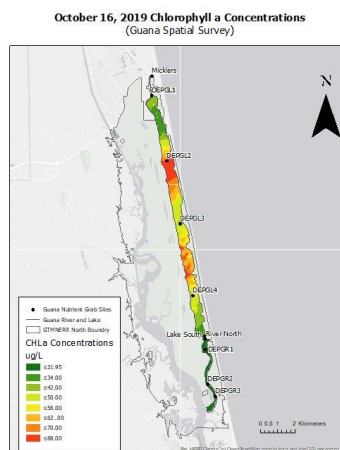 October 16, 2019 Chlorophyll a Concentrations
(Guana Spatial Survey)
Micklers
DEPGL1
N
DEPGL2
DEPGL3
DEPGL4
Lake South River North
DEPGR1
DEPGR2
DEPGR3
Guana Nutrient Grab Sites
Guana River and Lake
GTMNERR North Boundry
CHLa Concentrations
ug/L
≤21.95
≤34.00
≤42.00
≤50.00
≤58.00
≤62.00
≤70.00
≤88.00
0 0.5 1 2 Kilometers